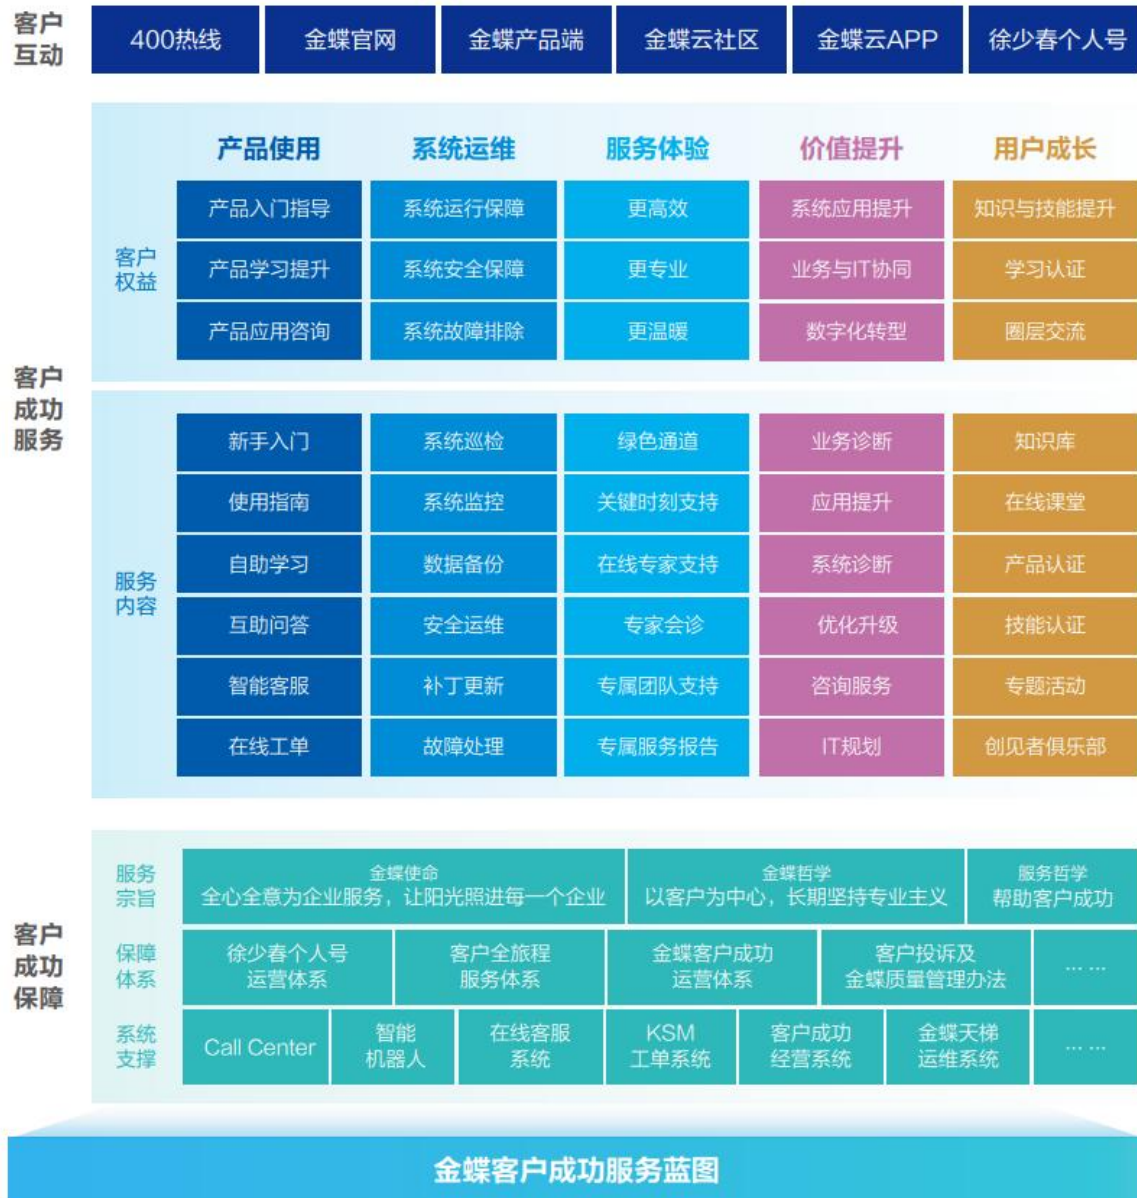 客户
互动
400热线
金蝶官网
金蝶产品端
金蝶云社区
金蝶云APP
徐少春个人号
客户
成功
服务
产品使用
系统运维
服务体验
价值提升
用户成长
客户
权益
产品入门指导
系统运行保障
更高效
系统应用提升
知识与技能提升
产品学习提升
系统安全保障
更专业
业务与IT协同
学习认证
产品应用咨询
系统故障排除
更温暖
数字化转型
圈层交流
服务
内容
新手入门
系统巡检
绿色通道
业务诊断
知识库
使用指南
系统监控
关键时刻支持
应用提升
在线课堂
自助学习
数据备份
在线专家支持
系统诊断
产品认证
互助问答
安全运维
专家会诊
优化升级
技能认证
智能客服
补丁更新
专属团队支持
咨询服务
专题活动
在线工单
故障处理
专属服务报告
IT规划
创见者俱乐部
客户
成功
保障
服务
宗旨
金蝶使命
全心全意为企业服务，让阳光照进每一个企业
金蝶哲学
以客户为中心，长期坚持专业主义
服务哲学
帮助客户成功
保障
体系
徐少春个人号
运营体系
客户全旅程
服务体系
金蝶客户成功
运营体系
客户投诉及
金蝶质量管理办法
... ...
系统
支撑
Call Center
智能
机器人
在线客服
系统
KSM
工单系统
客户成功
经营系统
金蝶天梯
运维系统
... ...
金蝶客户成功服务蓝图